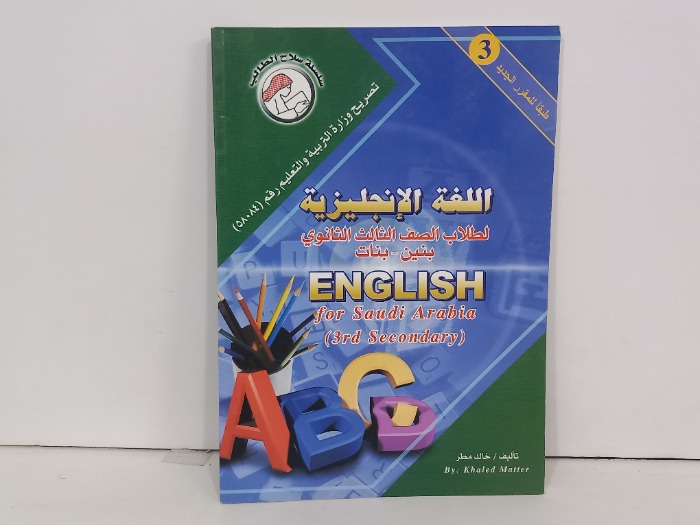 سلسلة سلاح الطالب
تصريح وزارة التربية والتعليم رقم (٥٨٠٨٤)
3
طبقا للمقرر الجديد
اللغة الإنجليزية
لطلاب الصف الثالث الثانوي
بنين - بنات
ENGLISH
for Saudi Arabia
(3rd Secondary)
ABCD
تأليف / خالد مطر
By: Khaled Matter